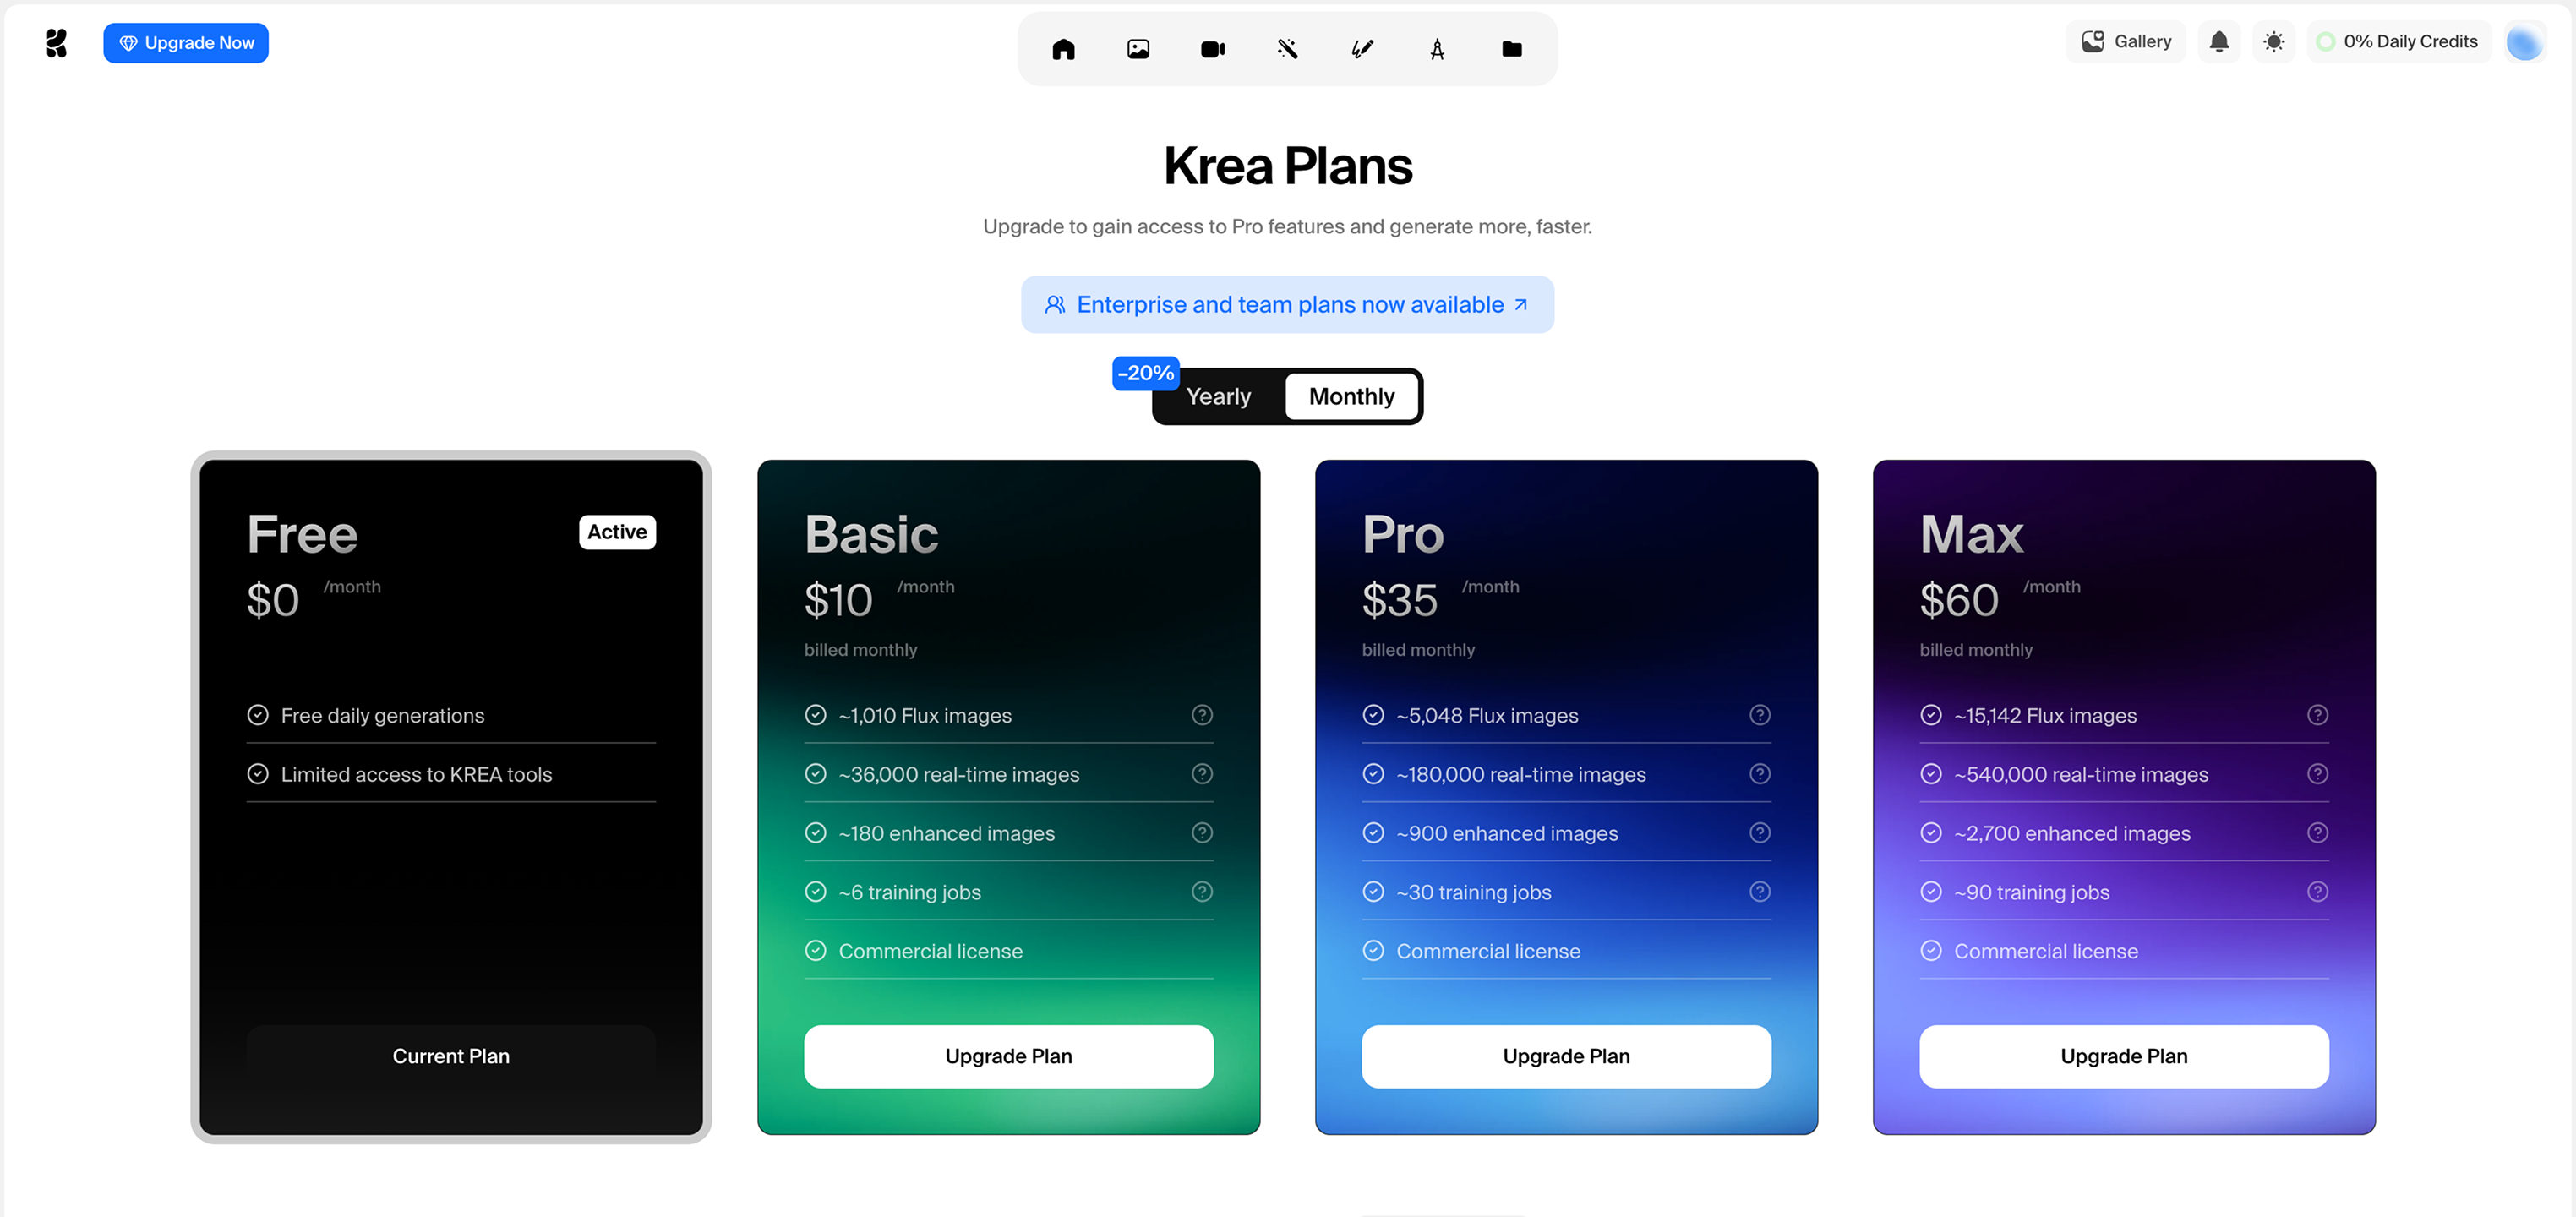 Upgrade Now
Gallery
0% Daily Credits
Krea Plans
Upgrade to gain access to Pro features and generate more, faster.
Enterprise and team plans now available
-20%
Yearly
Monthly
Free
Active
$0 /month
Free daily generations
Limited access to KREA tools
Current Plan
Basic
$10 /month
billed monthly
~1,010 Flux images
~36,000 real-time images
~180 enhanced images
~6 training jobs
Commercial license
Upgrade Plan
Pro
$35 /month
billed monthly
~5,048 Flux images
~180,000 real-time images
~900 enhanced images
~30 training jobs
Commercial license
Upgrade Plan
Max
$60 /month
billed monthly
~15,142 Flux images
~540,000 real-time images
~2,700 enhanced images
~90 training jobs
Commercial license
Upgrade Plan